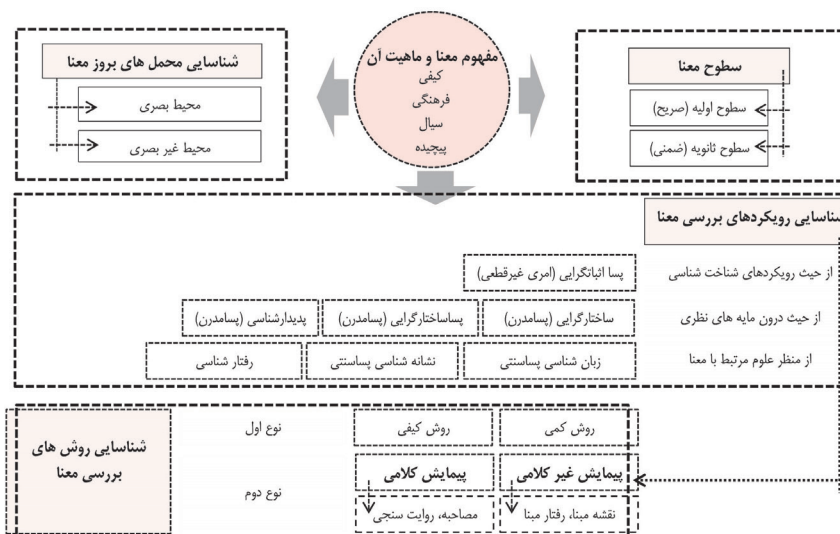 مفهوم معنا و ماهیت آن
کیفی
فرهنگی
سیال
پیچیده
سطوح معنا
سطوح اولیه (صریح)
سطوح ثانویه (ضمنی)
شناسایی محمل های بروز معنا
محیط بصری
محیط غیر بصری
شناسایی رویکردهای بررسی معنا
از حیث رویکردهای شناخت شناسی
پسا اثباتگرایی (امری غیرقطعی)
از حیث درون مایه های نظری
ساختارگرایی (پسامدرن)
پساساختارگرایی (پسامدرن)
پدیدارشناسی (پسامدرن)
از منظر علوم مرتبط با معنا
زبان شناسی پساسنتی
نشانه شناسی پساسنتی
رفتار شناسی
روش کمی
روش کیفی
نوع اول
پیمایش غیر کلامی
پیمایش کلامی
نوع دوم
نقشه مبنا، رفتار مبنا
مصاحبه، روایت سنجی
شناسایی روش های
بررسی معنا